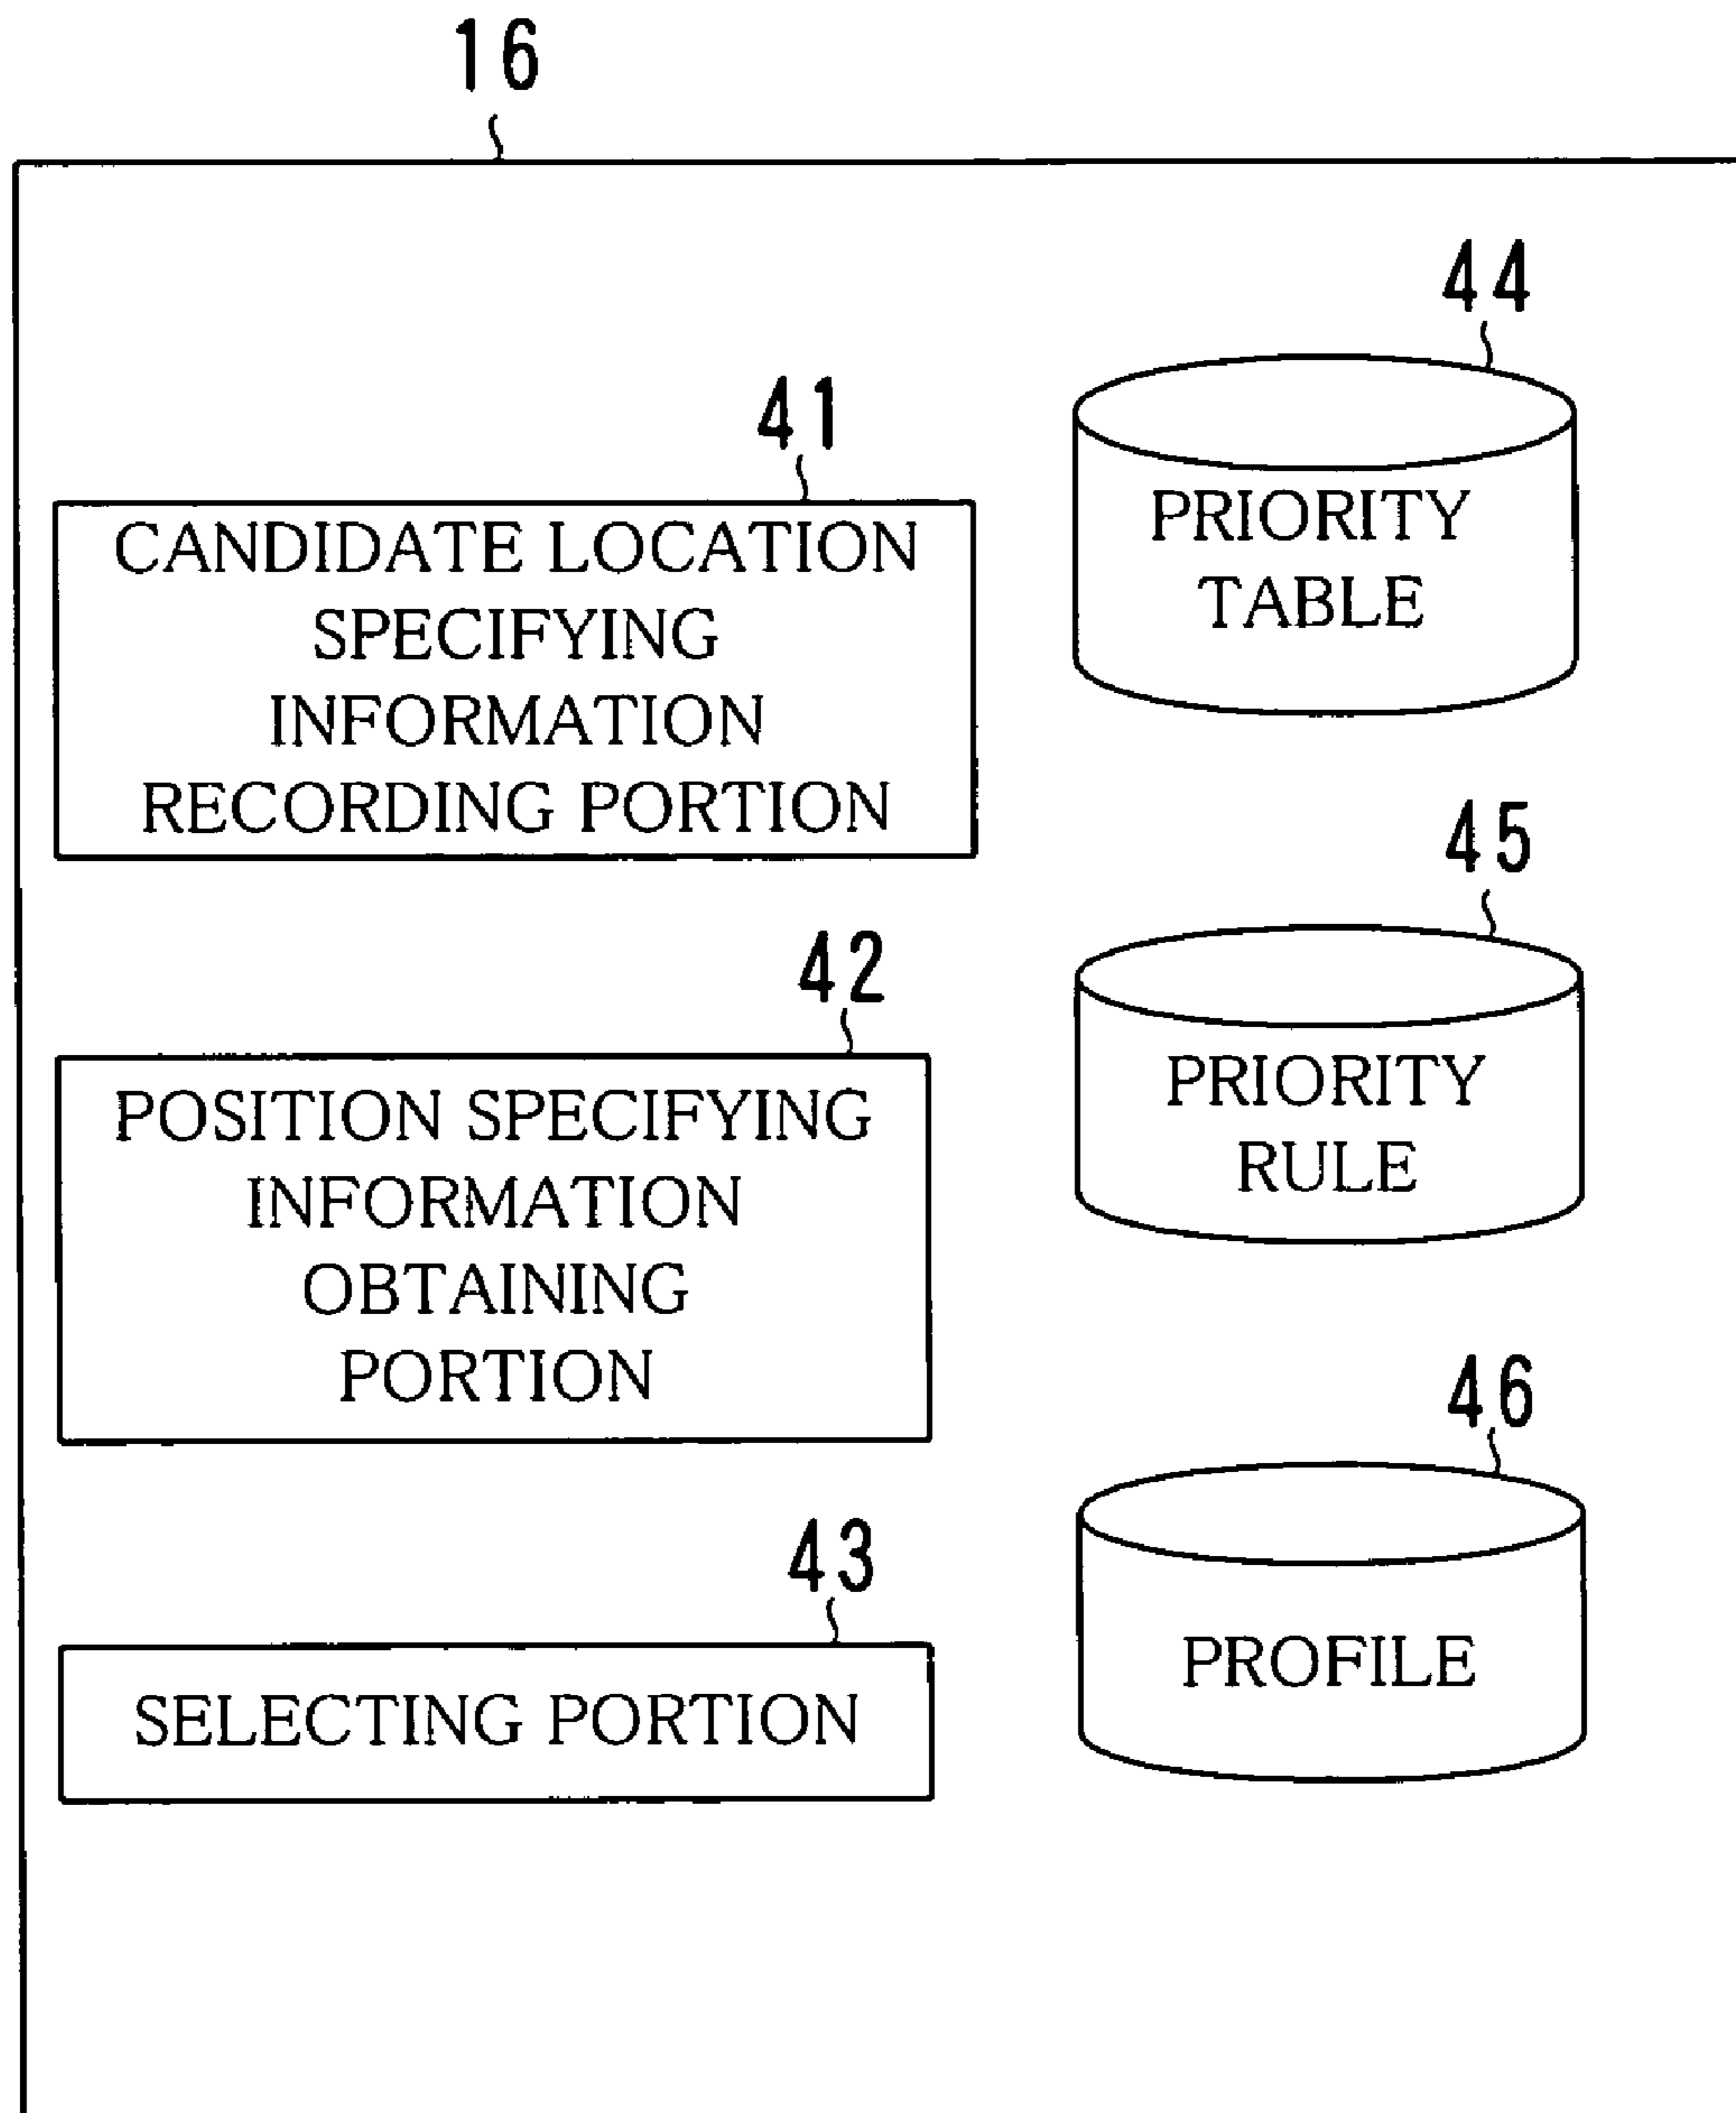 16
41
CANDIDATE LOCATION
SPECIFYING
INFORMATION
RECORDING PORTION
42
POSITION SPECIFYING
INFORMATION
OBTAINING
PORTION
43
SELECTING PORTION
44
PRIORITY
TABLE
45
PRIORITY
RULE
46
PROFILE